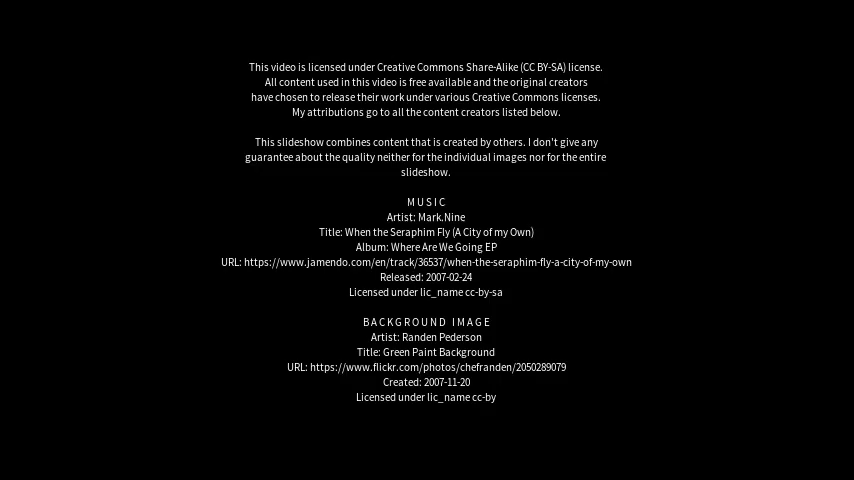 This video is licensed under Creative Commons Share-Alike (CC BY-SA) license.
All content used in this video is free available and the original creators
have chosen to release their work under various Creative Commons licenses.
My attributions go to all the content creators listed below.
This slideshow combines content that is created by others. I don't give any
guarantee about the quality neither for the individual images nor for the entire
slideshow.
MUSIC
Artist: Mark.Nine
Title: When the Seraphim Fly (A City of my Own)
Album: Where Are We Going EP
URL: https://www.jamendo.com/en/track/36537/when-the-seraphim-fly-a-city-of-my-own
Released: 2007-02-24
Licensed under lic_name cc-by-sa
BACKGROUND IMAGE
Artist: Randen Pederson
Title: Green Paint Background
URL: https://www.flickr.com/photos/chefranden/2050289079
Created: 2007-11-20
Licensed under lic_name cc-by